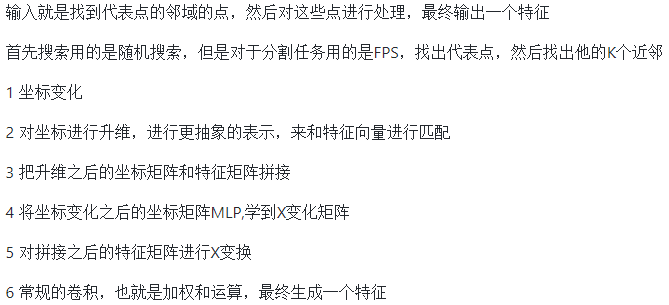 输入就是找到代表点的邻域的点，然后对这些点进行处理，最终输出一个特征
首先搜索用的是随机搜索，但是对于分割任务用的是FPS，找出代表点，然后找出他的K个近邻
1 坐标变化
2 对坐标进行升维，进行更抽象的表示，来和特征向量进行匹配
3 把升维之后的坐标矩阵和特征矩阵拼接
4 将坐标变化之后的坐标矩阵MLP,学到X变化矩阵
5 对拼接之后的特征矩阵进行X变换
6 常规的卷积，也就是加权和运算，最终生成一个特征